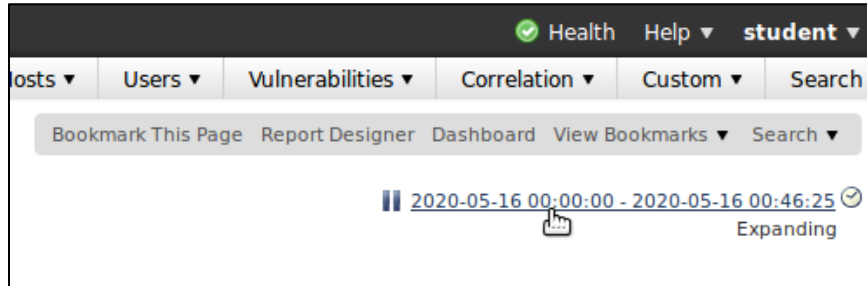 Health Help ▼ student ▼
Hosts ▼ Users ▼ Vulnerabilities ▼ Correlation ▼ Custom ▼ Search
Bookmark This Page Report Designer Dashboard View Bookmarks ▼ Search ▼
2020-05-16 00:00:00 - 2020-05-16 00:46:25
Expanding